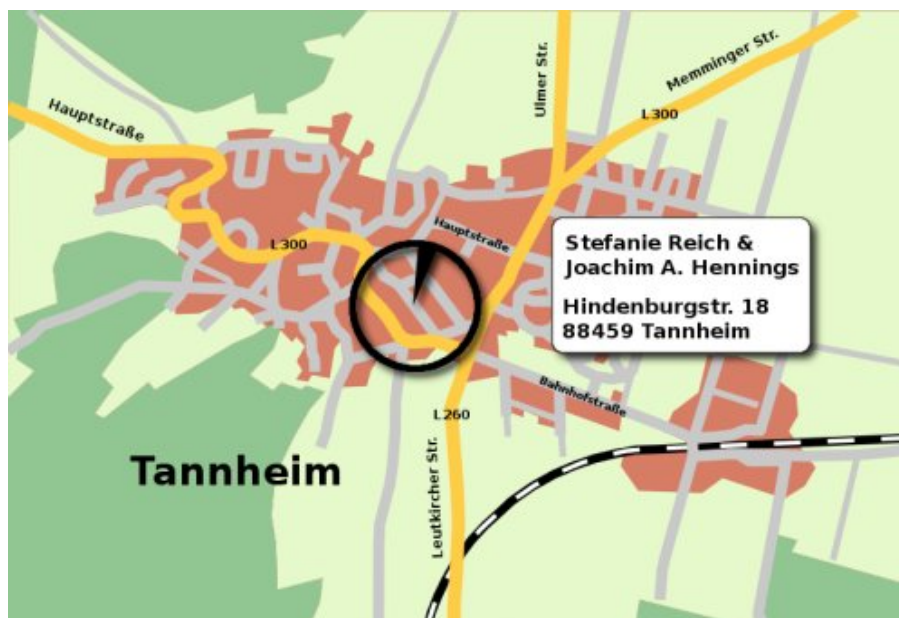 Hauptstraße
Ulmer Str.
Memminger Str.
L300
Hauptstraße
L300
Stefanie Reich &
Joachim A. Hennings
Hindenburgstr. 18
88459 Tannheim
Bahnhofstraße
L260
Leutkircher Str.
Tannheim